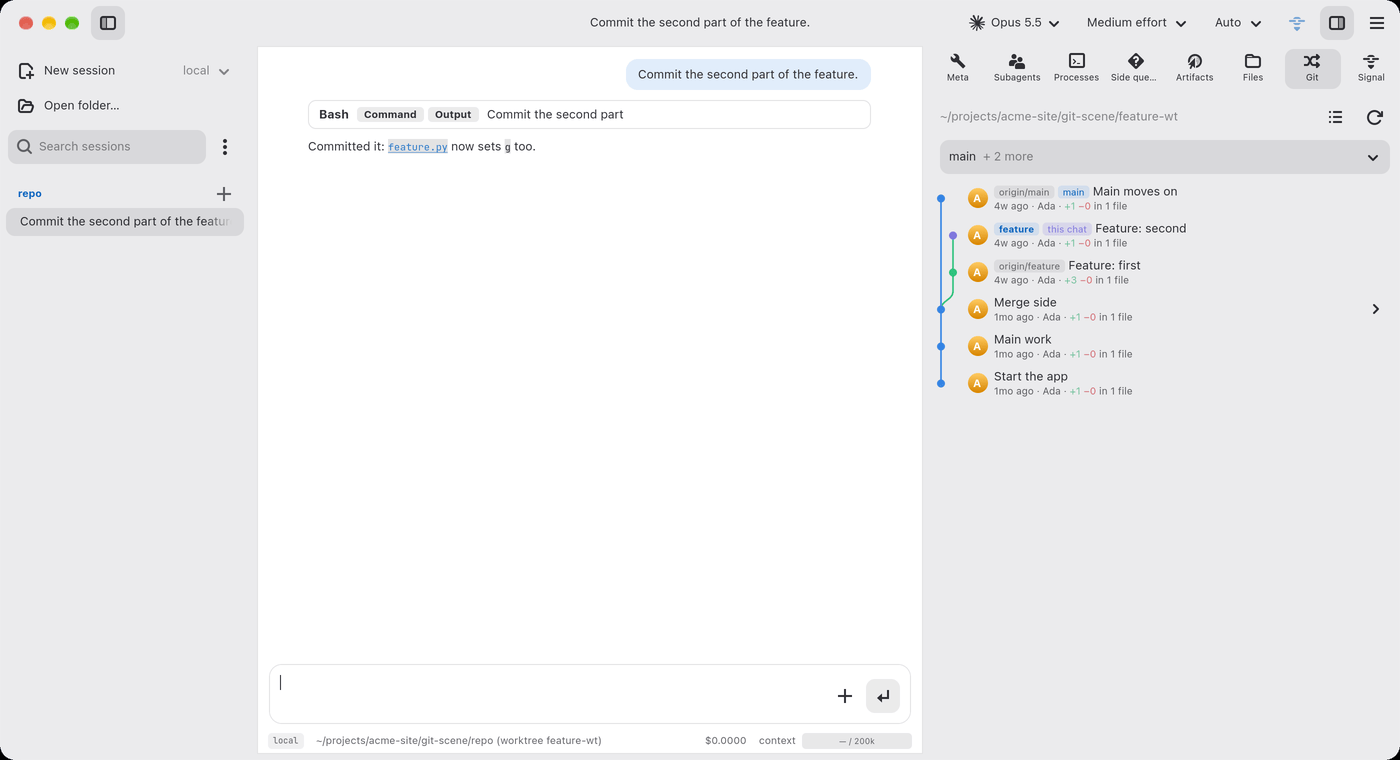 Commit the second part of the feature.
Opus 5.5
Medium effort
Auto
New session
local
Open folder...
Search sessions
repo
Commit the second part of the featur
Commit the second part of the feature.
Bash Command Output Commit the second part
Committed it: feature.py now sets g too.
local ~/projects/acme-site/git-scene/repo (worktree feature-wt) $0.0000 context — / 200k
Meta Subagents Processes Side que... Artifacts Files Git Signal
~/projects/acme-site/git-scene/feature-wt
main + 2 more
A origin/main main Main moves on
4w ago · Ada · +1 −0 in 1 file
A feature this chat Feature: second
4w ago · Ada · +1 −0 in 1 file
A origin/feature Feature: first
4w ago · Ada · +3 −0 in 1 file
A Merge side
1mo ago · Ada · +1 −0 in 1 file
A Main work
1mo ago · Ada · +1 −0 in 1 file
A Start the app
1mo ago · Ada · +1 −0 in 1 file